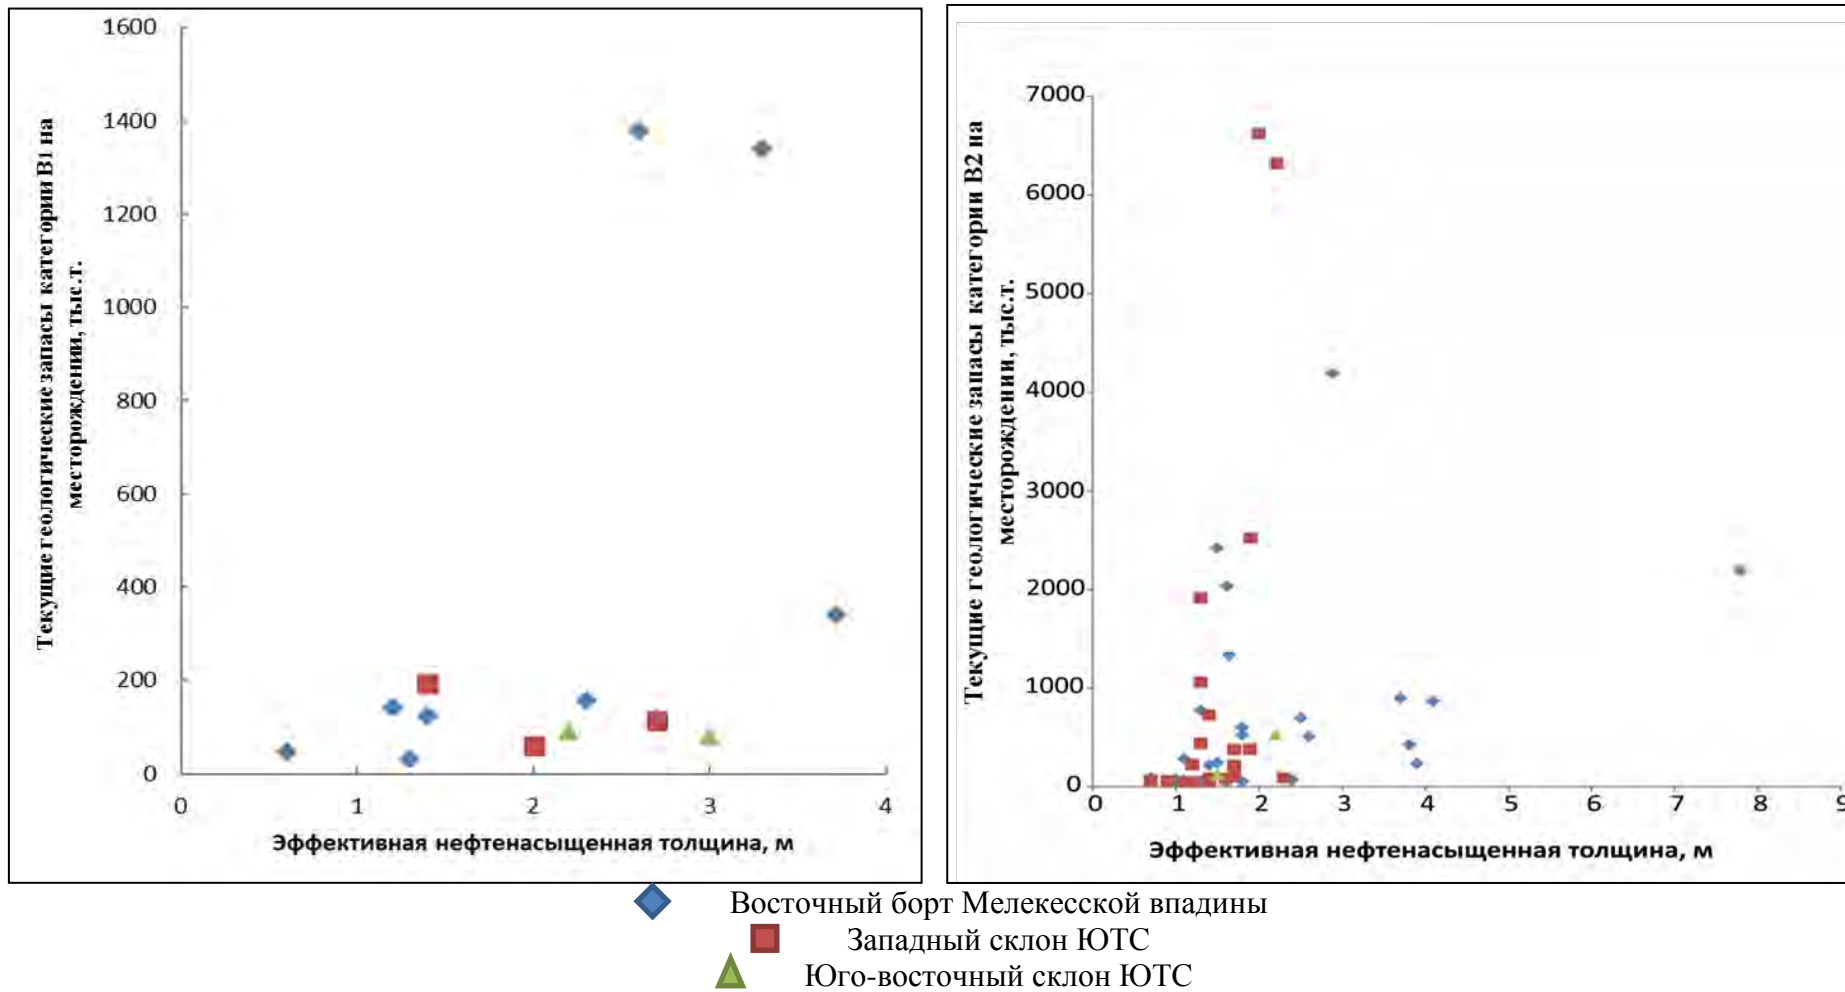 Текущие геологические запасы категории В1 на
месторождении, тыс.т.
1600
1400
1200
1000
800
600
400
200
0
0 1 2 3 4
Эффективная нефтенасыщенная толщина, м
Текущие геологические запасы категории В2 на
месторождении, тыс.т.
7000
6000
5000
4000
3000
2000
1000
0
0 1 2 3 4 5 6 7 8 9
Эффективная нефтенасыщенная толщина, м
Восточный борт Мелекесской впадины
Западный склон ЮТС
Юго-восточный склон ЮТС